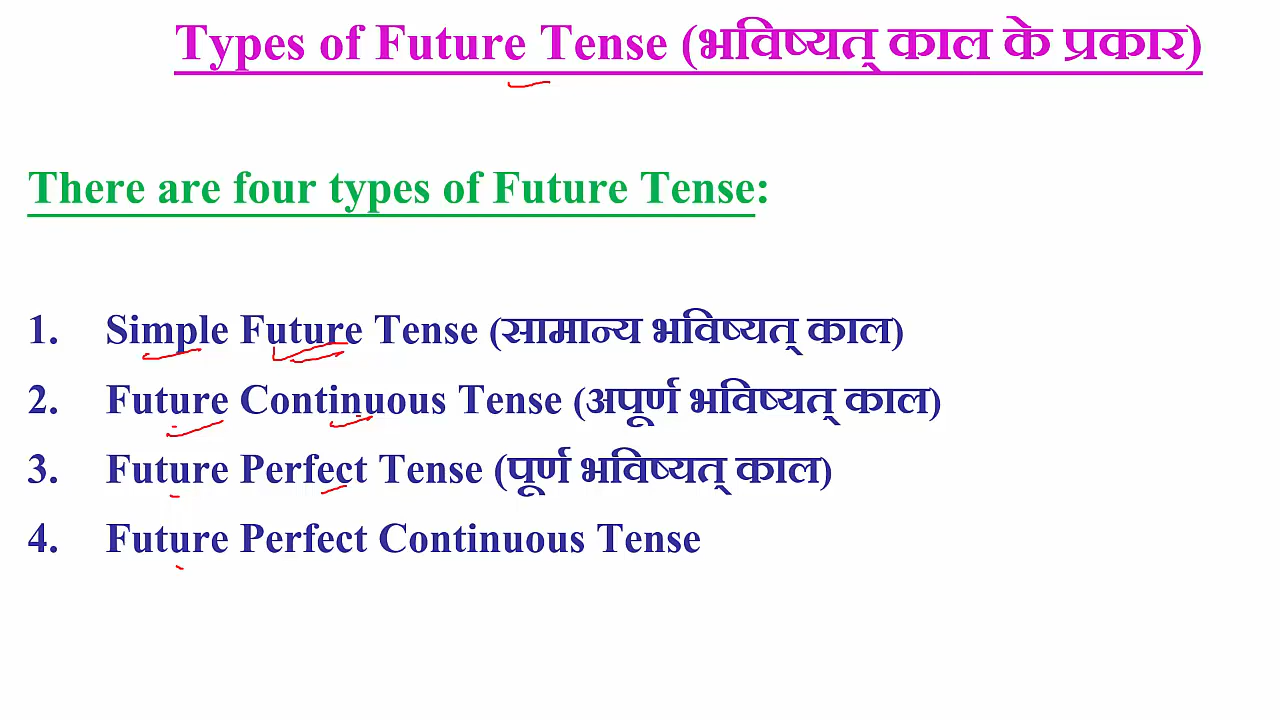 Types of Future Tense (भविष्यत् काल के प्रकार)
There are four types of Future Tense:
1. Simple Future Tense (सामान्य भविष्यत् काल)
2. Future Continuous Tense (अपूर्ण भविष्यत् काल)
3. Future Perfect Tense (पूर्ण भविष्यत् काल)
4. Future Perfect Continuous Tense